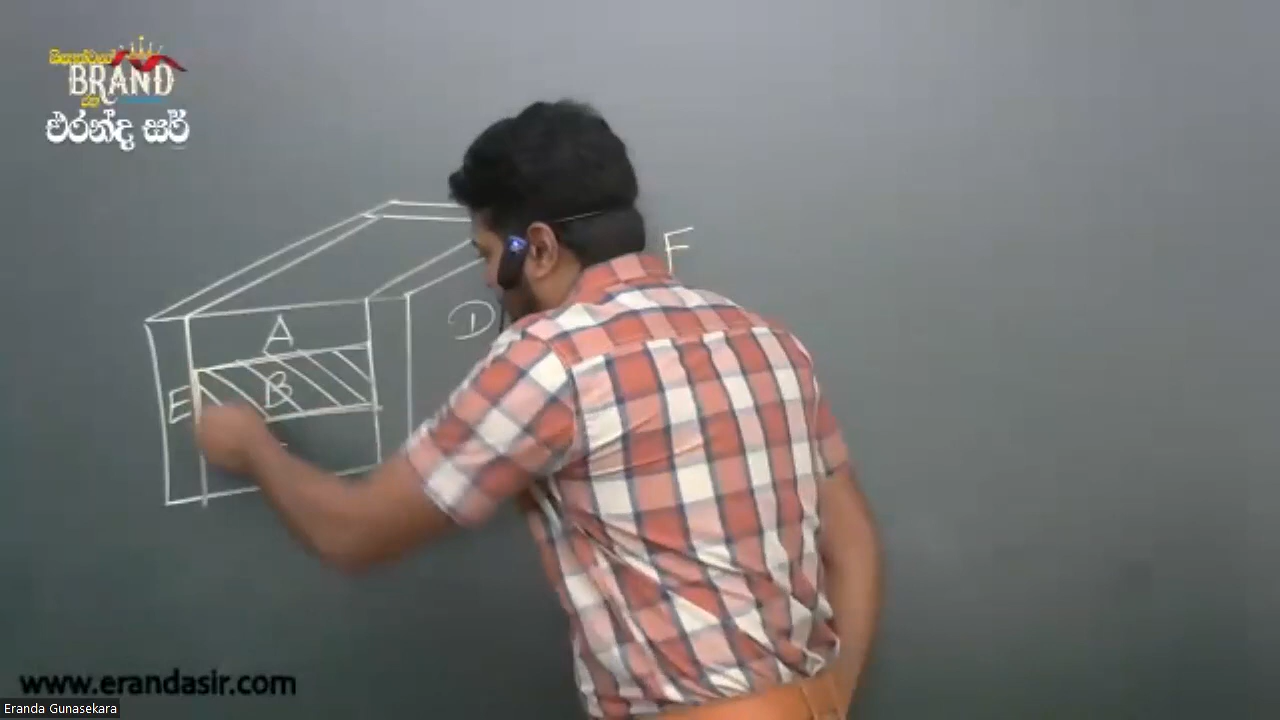 BRAND
එරන්ද සර්
F
A
D
B
E
www.erandasir.com
Eranda Gunasekara